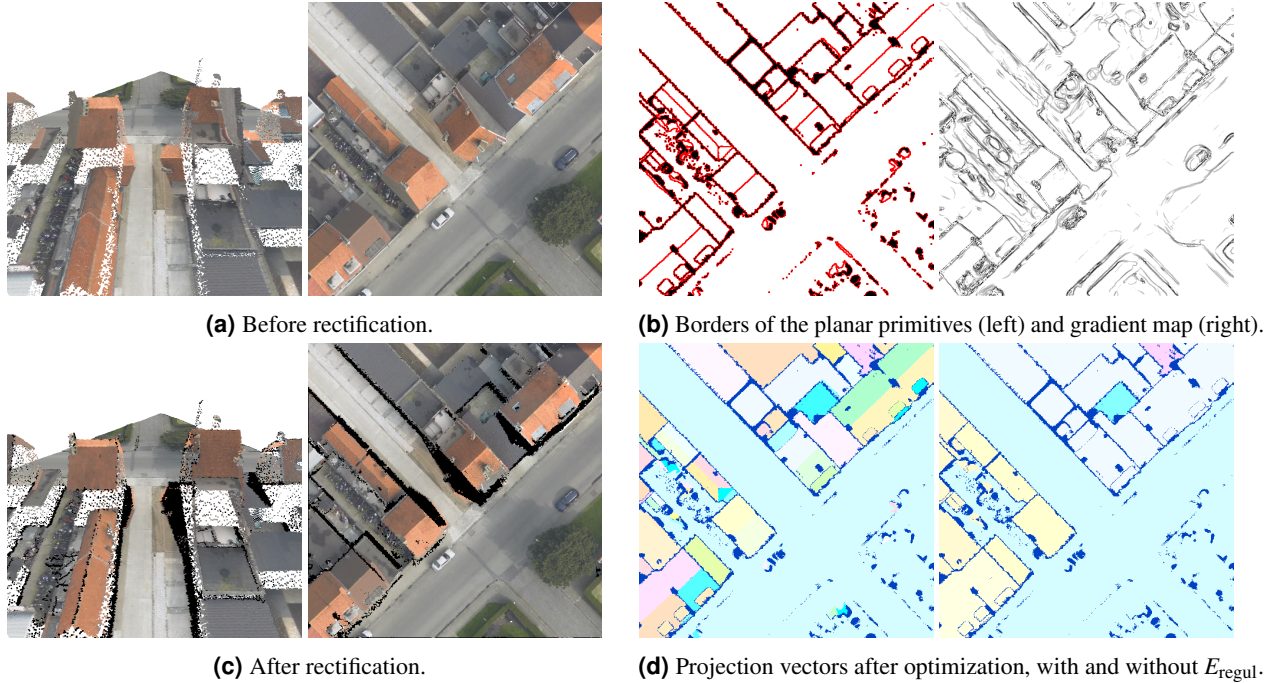 (a) Before rectification.
(b) Borders of the planar primitives (left) and gradient map (right).
(c) After rectification.
(d) Projection vectors after optimization, with and without E_regul.